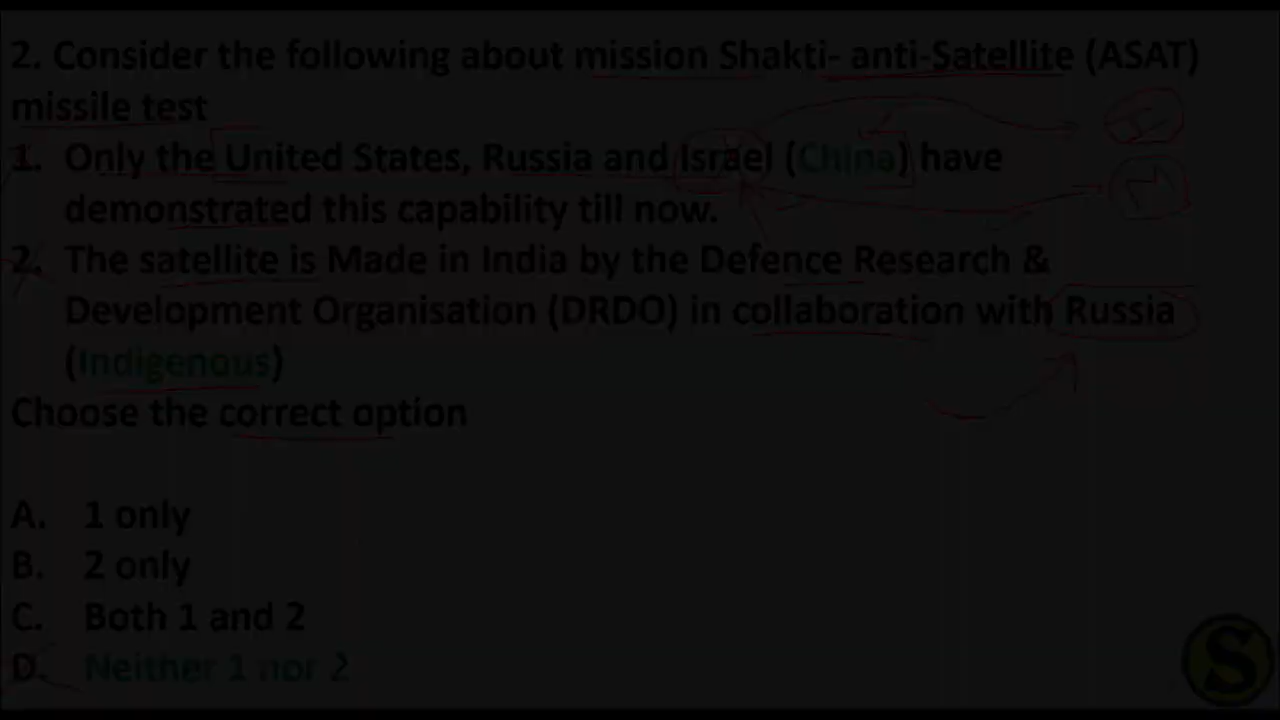 2. Consider the following about mission Shakti- anti-Satellite (ASAT)
missile test
1. Only the United States, Russia and Israel (China) have
demonstrated this capability till now.
2. The satellite is Made in India by the Defence Research &
Development Organisation (DRDO) in collaboration with Russia
(Indigenous)
Choose the correct option
A. 1 only
B. 2 only
C. Both 1 and 2
D. Neither 1 nor 2
S